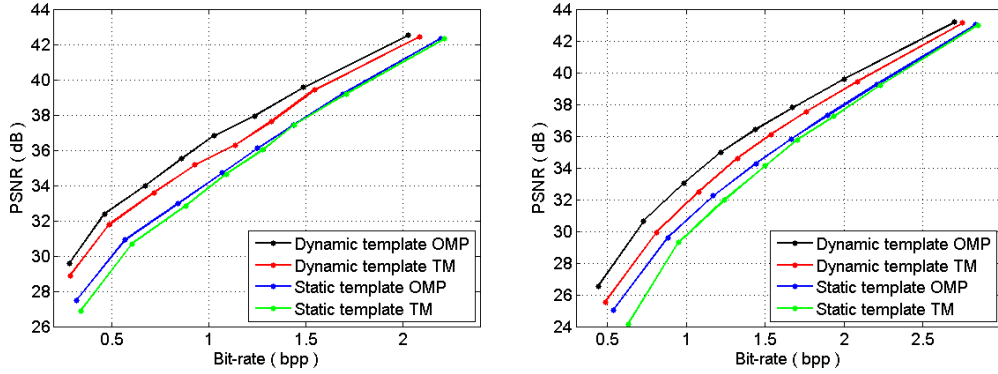 44
42
40
38
36
34
32
30
28
26
PSNR ( dB )
0.5 1 1.5 2
Bit-rate ( bpp )
Dynamic template OMP
Dynamic template TM
Static template OMP
Static template TM
44
42
40
38
36
34
32
30
28
26
24
PSNR ( dB )
0.5 1 1.5 2 2.5
Bit-rate ( bpp )
Dynamic template OMP
Dynamic template TM
Static template OMP
Static template TM